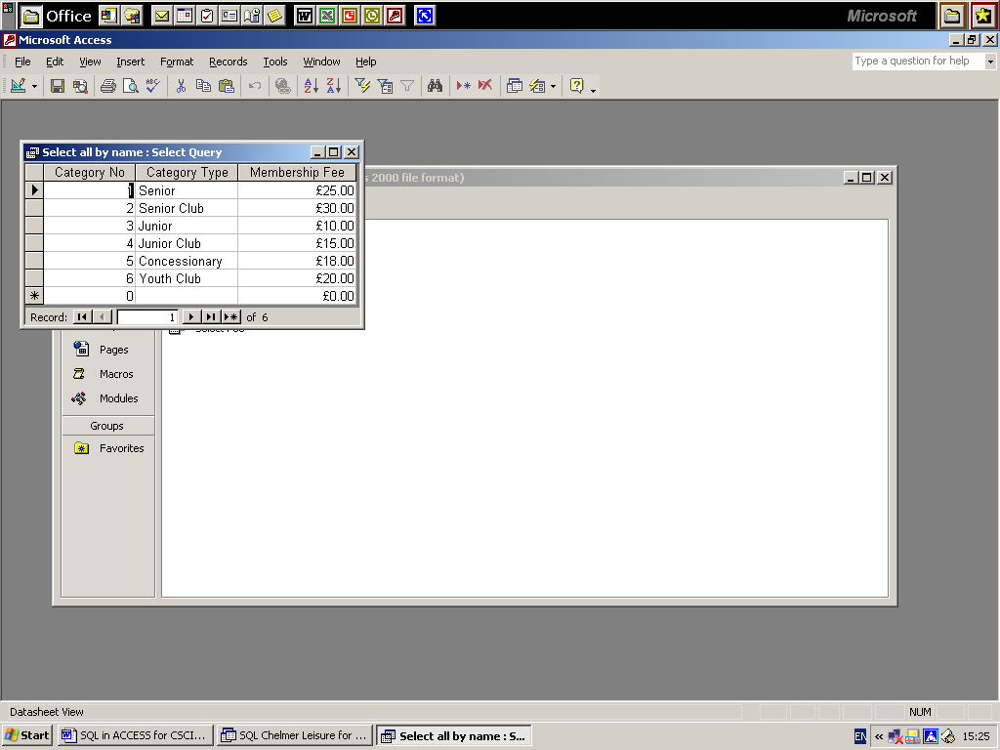 Office Microsoft
Microsoft Access
File Edit View Insert Format Records Tools Window Help Type a question for help
Select all by name : Select Query
s 2000 file format)
Category No Category Type Membership Fee
1 Senior £25.00
2 Senior Club £30.00
3 Junior £10.00
4 Junior Club £15.00
5 Concessionary £18.00
6 Youth Club £20.00
0 £0.00
Record: 1 of 6
Pages
Macros
Modules
Groups
Favorites
Datasheet View NUM
Start SQL in ACCESS for CSCI... SQL Chelmer Leisure for ... Select all by name : S... EN « 15:25